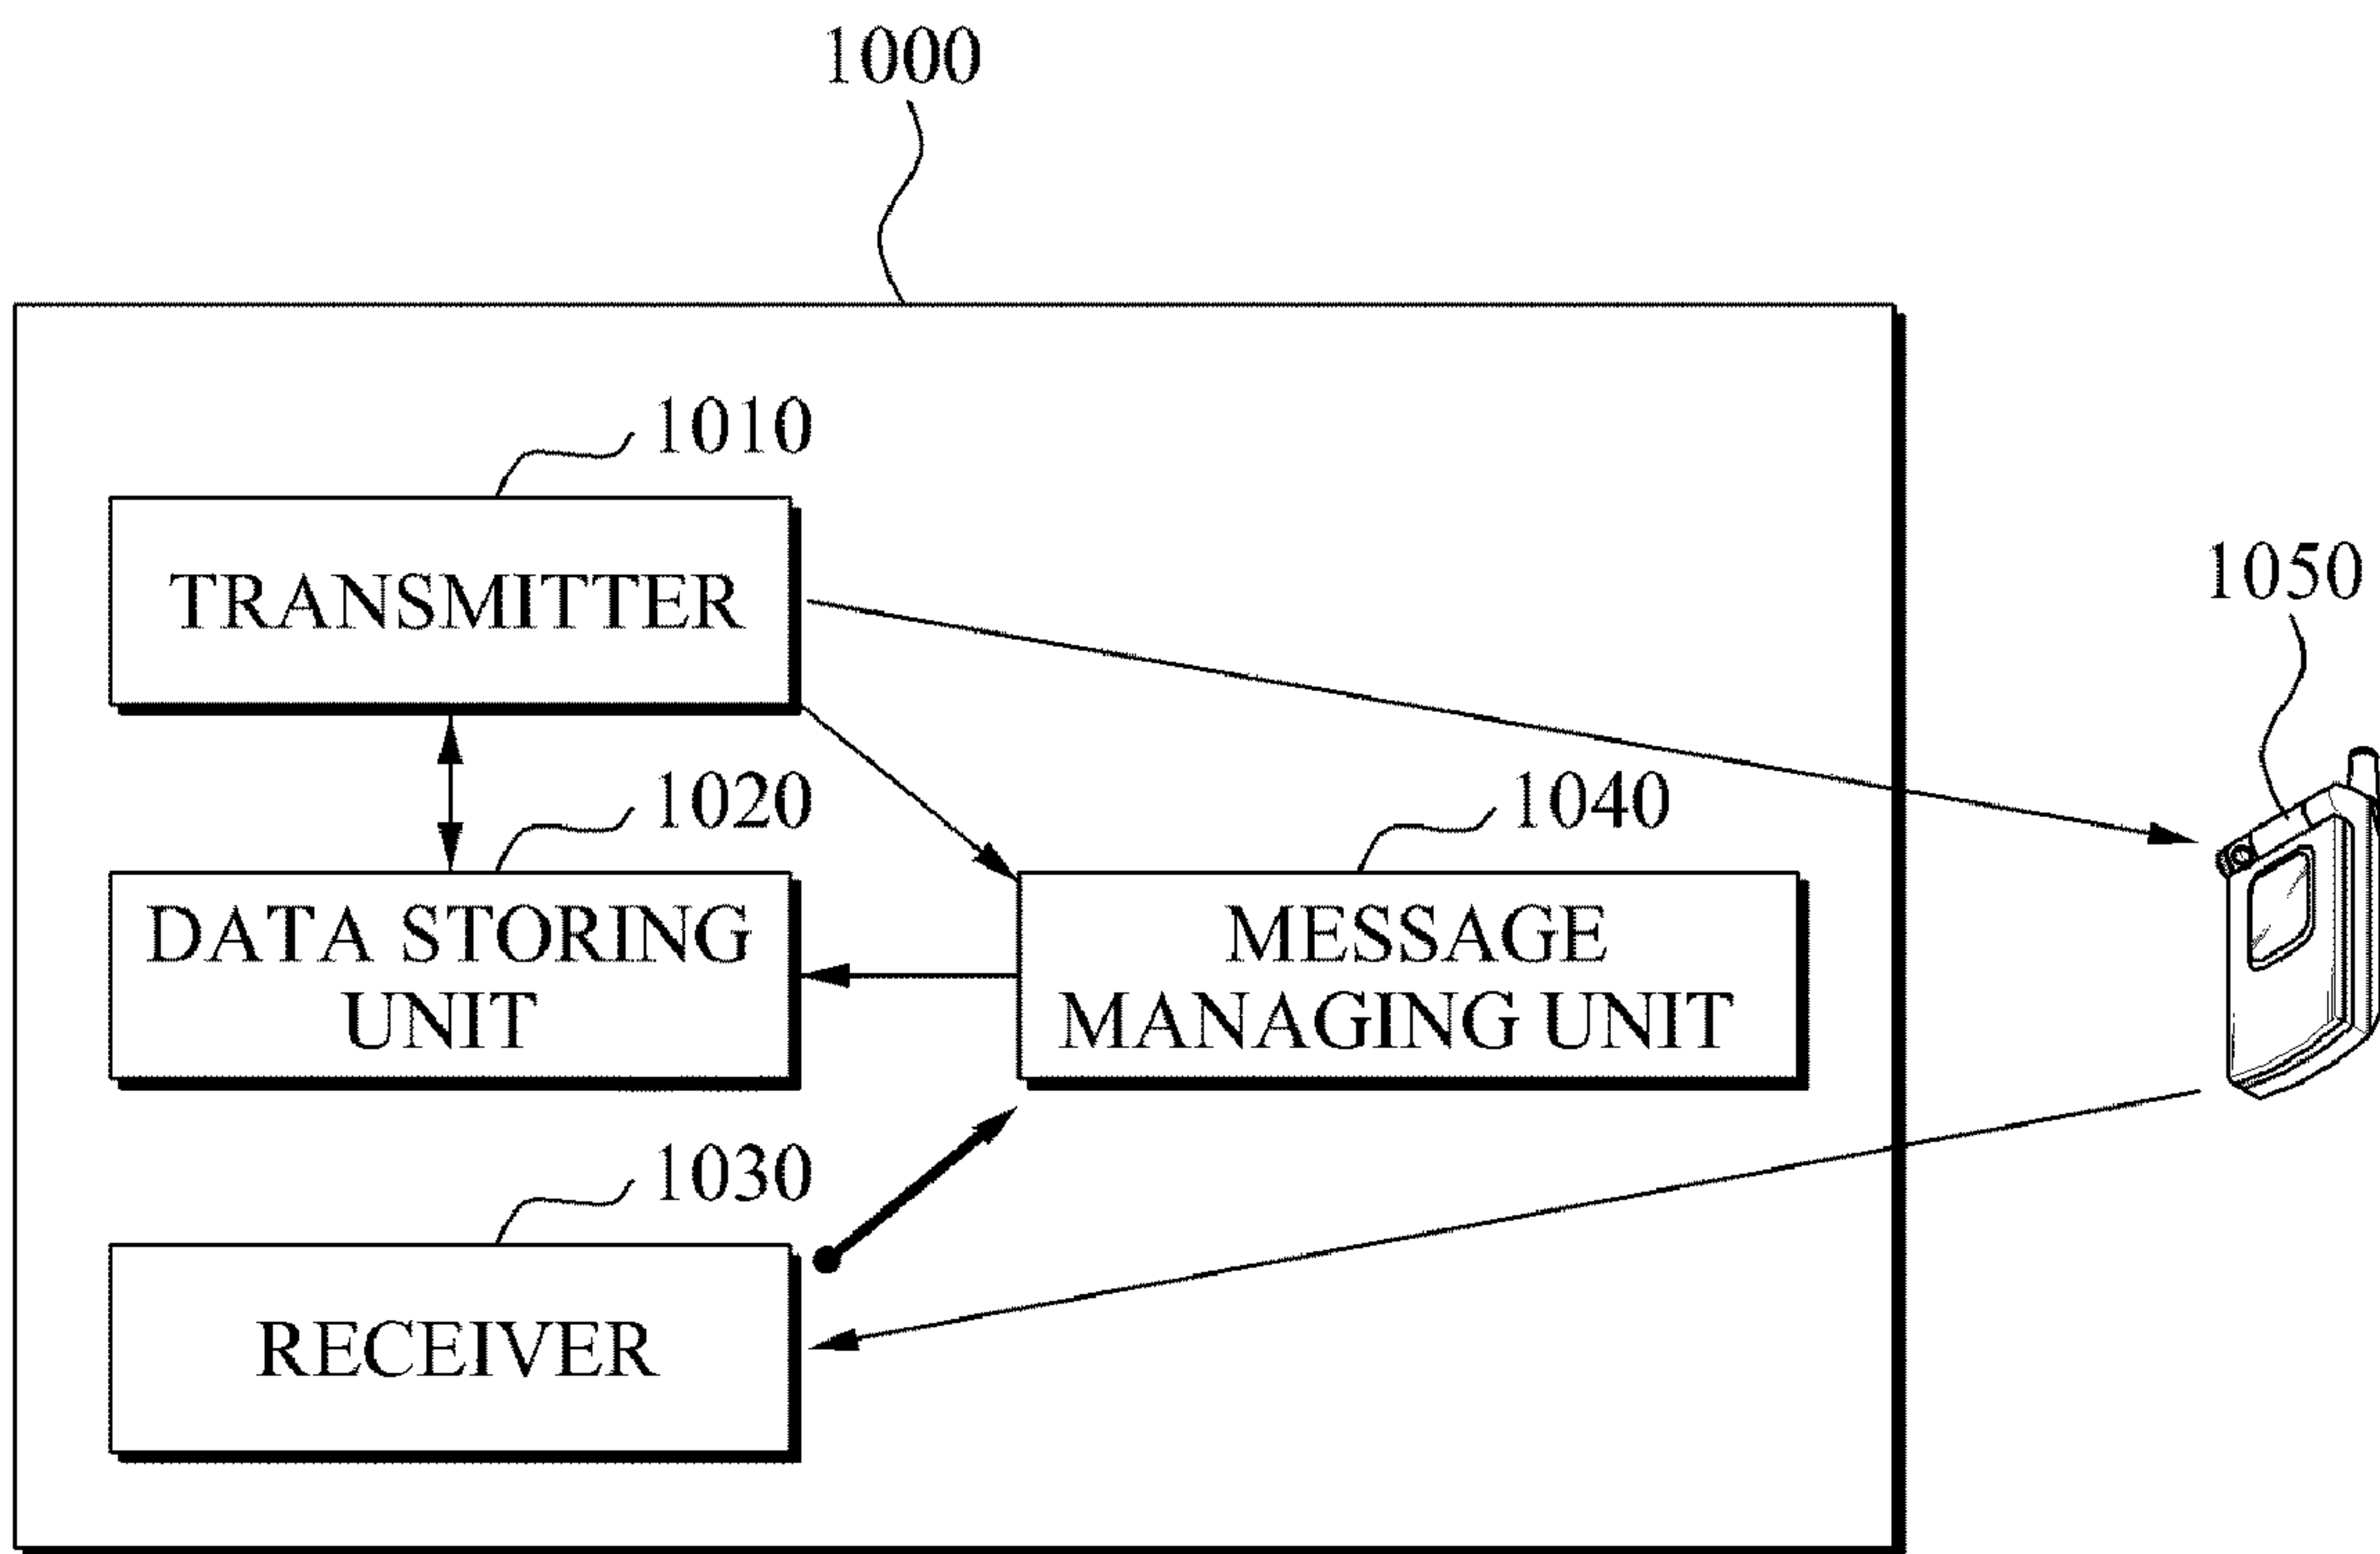 1000
1010
TRANSMITTER
1050
1020
1040
DATA STORING
UNIT
MESSAGE
MANAGING UNIT
1030
RECEIVER